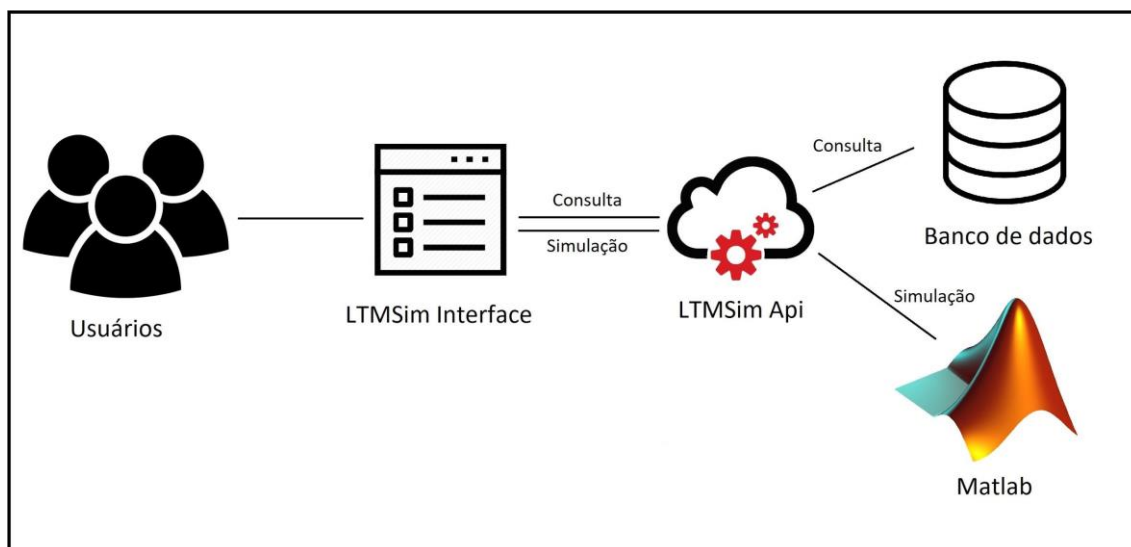 Usuários
LTMSim Interface
Consulta
Simulação
LTMSim Api
Consulta
Banco de dados
Simulação
Matlab